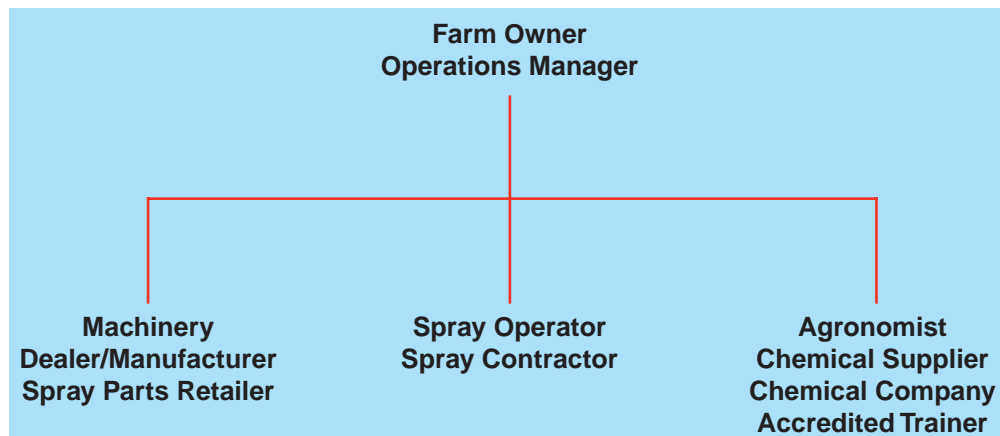 Farm Owner
Operations Manager
Machinery
Dealer/Manufacturer
Spray Parts Retailer
Spray Operator
Spray Contractor
Agronomist
Chemical Supplier
Chemical Company
Accredited Trainer